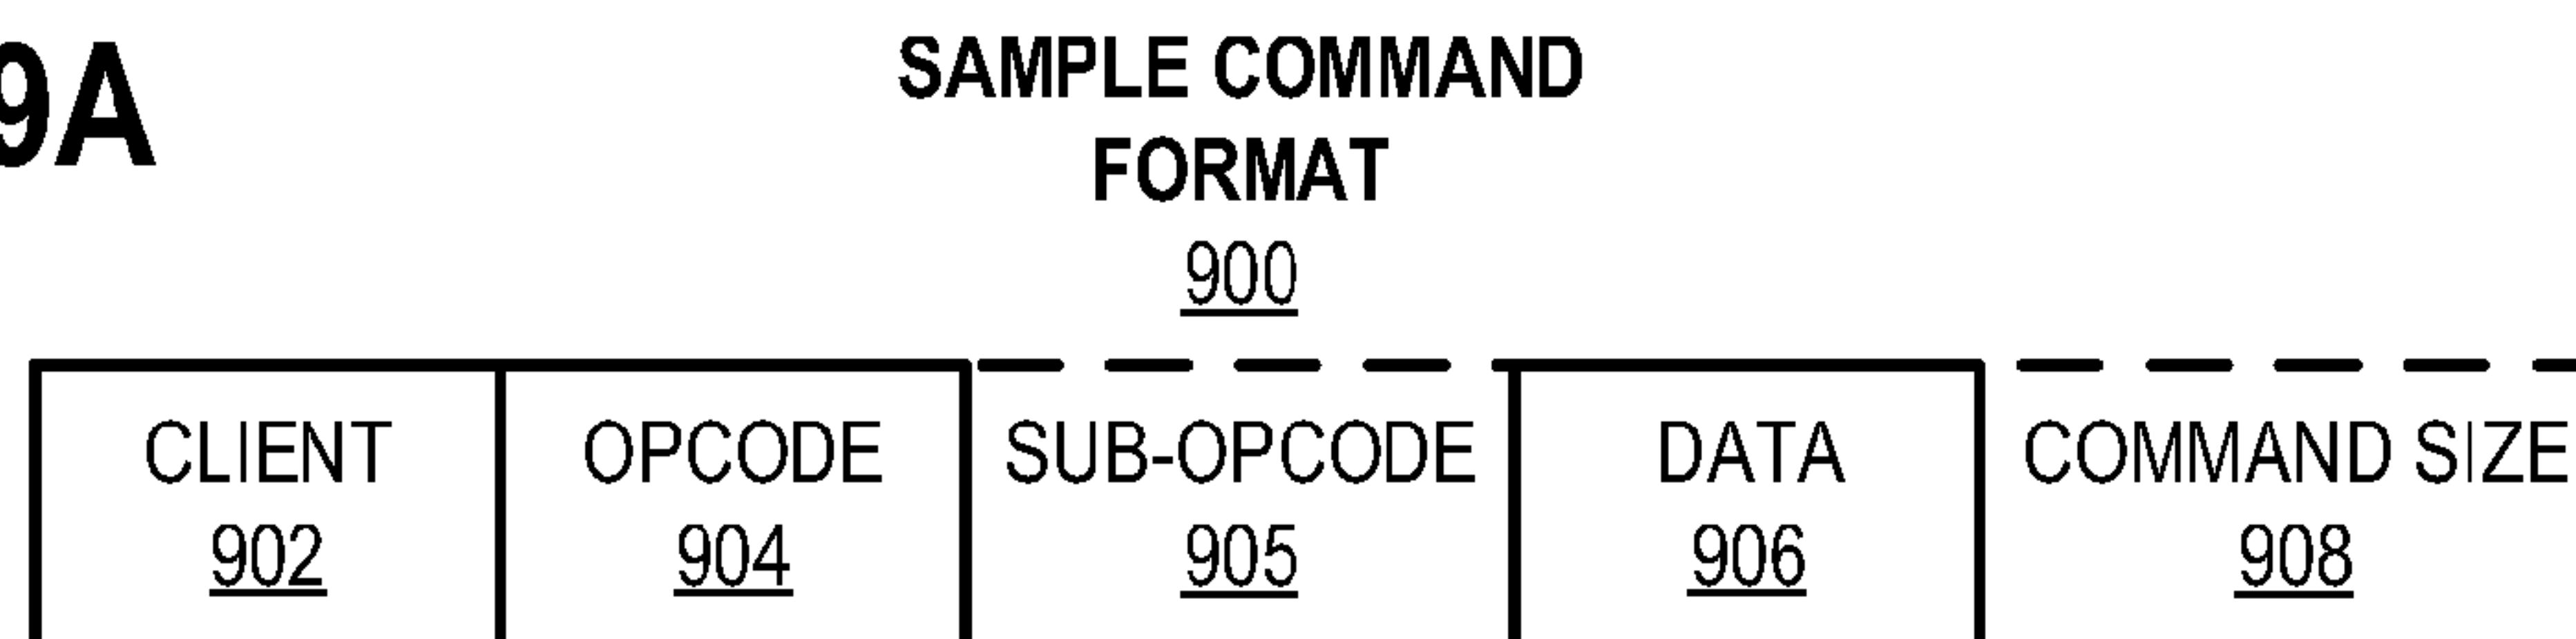 9A
SAMPLE COMMAND
FORMAT
900
CLIENT OPCODE SUB-OPCODE DATA COMMAND SIZE
902 904 905 906 908